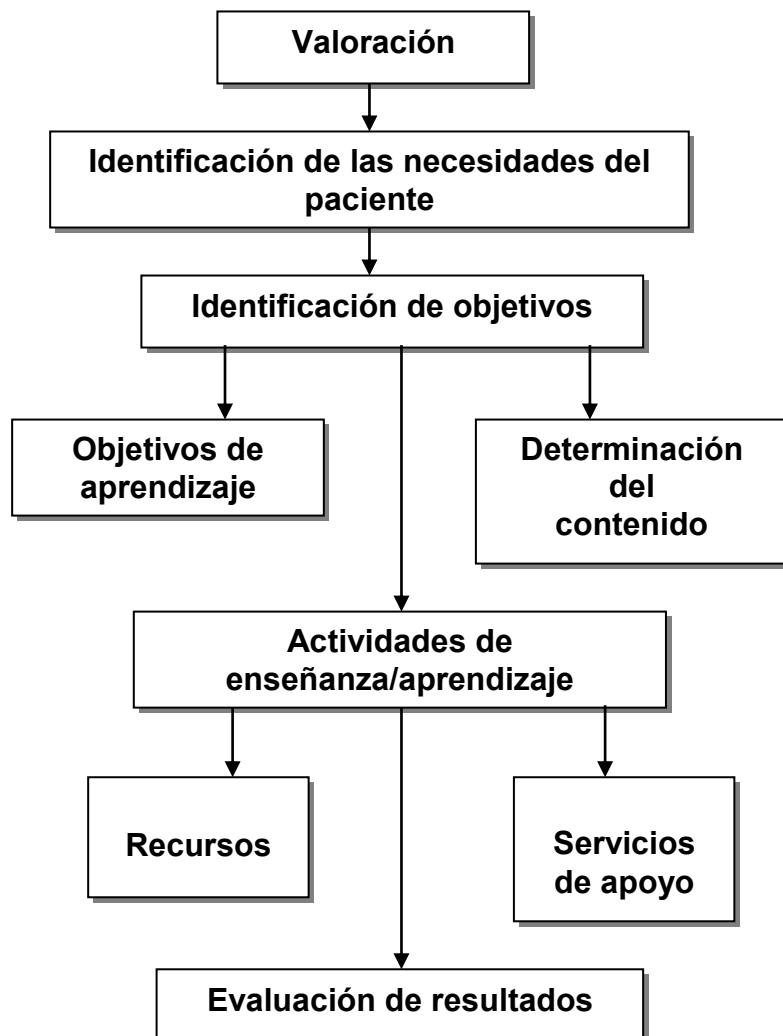 Valoración
Identificación de las necesidades del
paciente
Identificación de objetivos
Objetivos de
aprendizaje
Determinación
del
contenido
Actividades de
enseñanza/aprendizaje
Recursos
Servicios
de apoyo
Evaluación de resultados